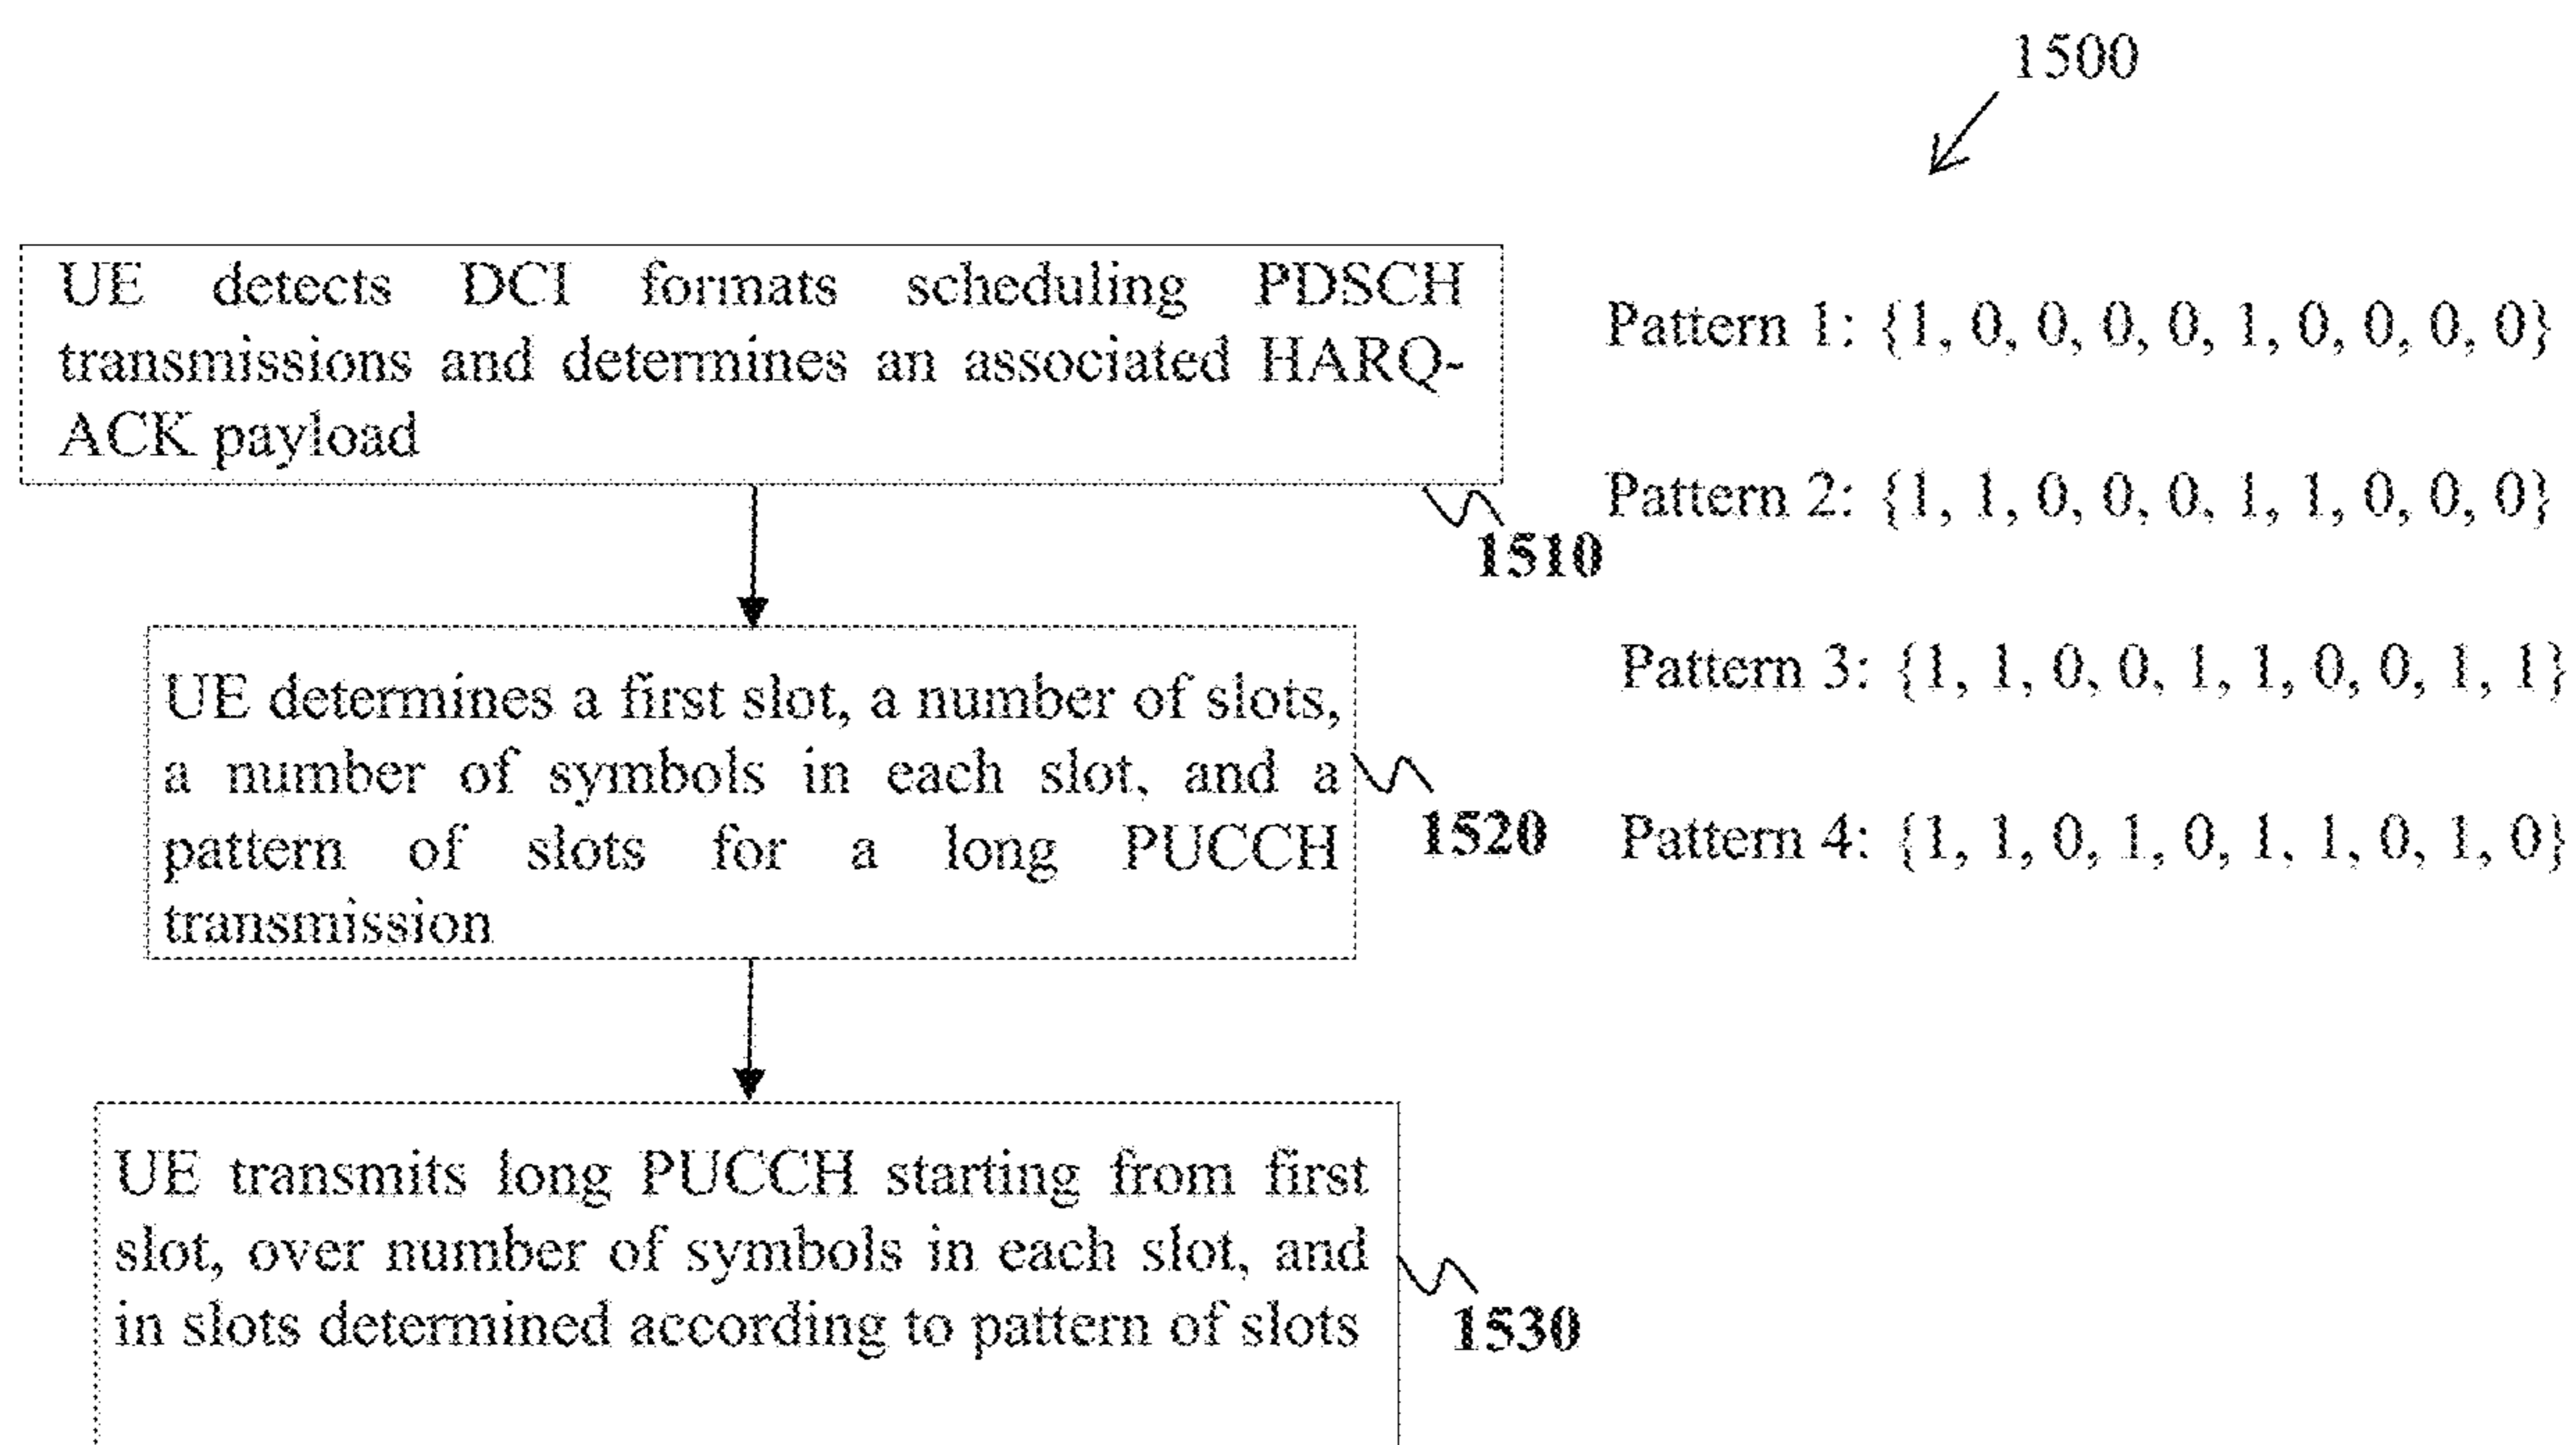 1500
UE detects DCI formats scheduling PDSCH
transmissions and determines an associated HARQ-
ACK payload
1510
UE determines a first slot, a number of slots,
a number of symbols in each slot, and a
pattern of slots for a long PUCCH
transmission
1520
UE transmits long PUCCH starting from first
slot, over number of symbols in each slot, and
in slots determined according to pattern of slots
1530
Pattern 1: {1, 0, 0, 0, 0, 1, 0, 0, 0, 0}
Pattern 2: {1, 1, 0, 0, 0, 1, 1, 0, 0, 0}
Pattern 3: {1, 1, 0, 0, 1, 1, 0, 0, 1, 1}
Pattern 4: {1, 1, 0, 1, 0, 1, 1, 0, 1, 0}